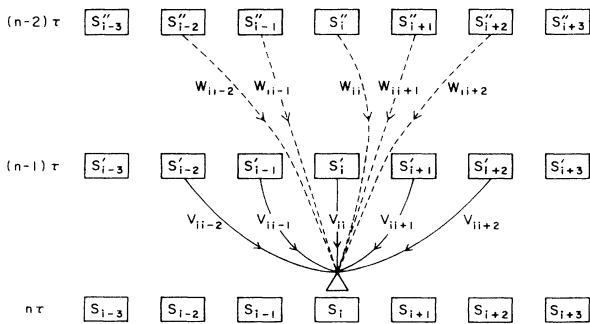 (n-2)τ S''i-3 S''i-2 S''i-1 S''i S''i+1 S''i+2 S''i+3
Wii-2 Wii-1 Wii Wii+1 Wii+2
(n-1)τ S'i-3 S'i-2 S'i-1 S'i S'i+1 S'i+2 S'i+3
Vii-2 Vii-1 Vii Vii+1 Vii+2
nτ Si-3 Si-2 Si-1 Si Si+1 Si+2 Si+3